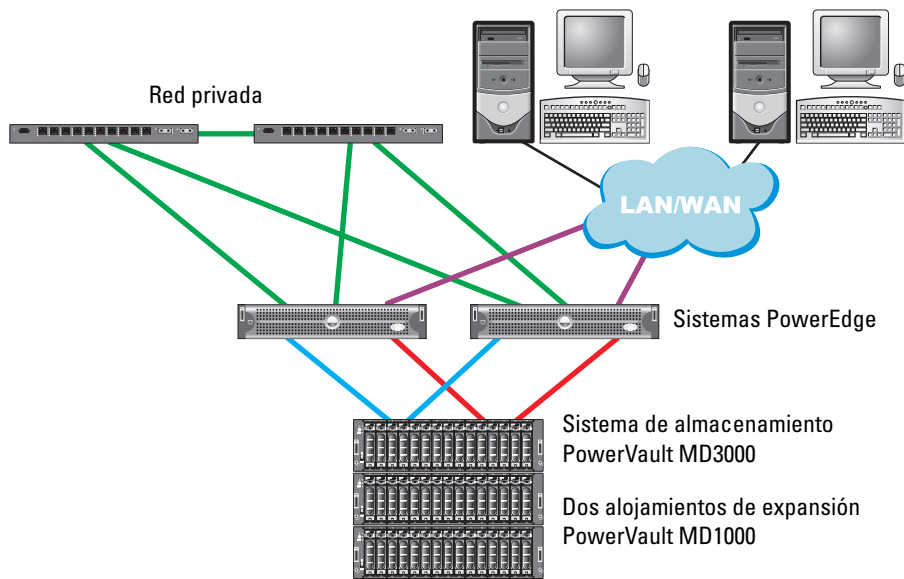 Red privada
LAN/WAN
Sistemas PowerEdge
Sistema de almacenamiento
PowerVault MD3000
Dos alojamientos de expansión
PowerVault MD1000